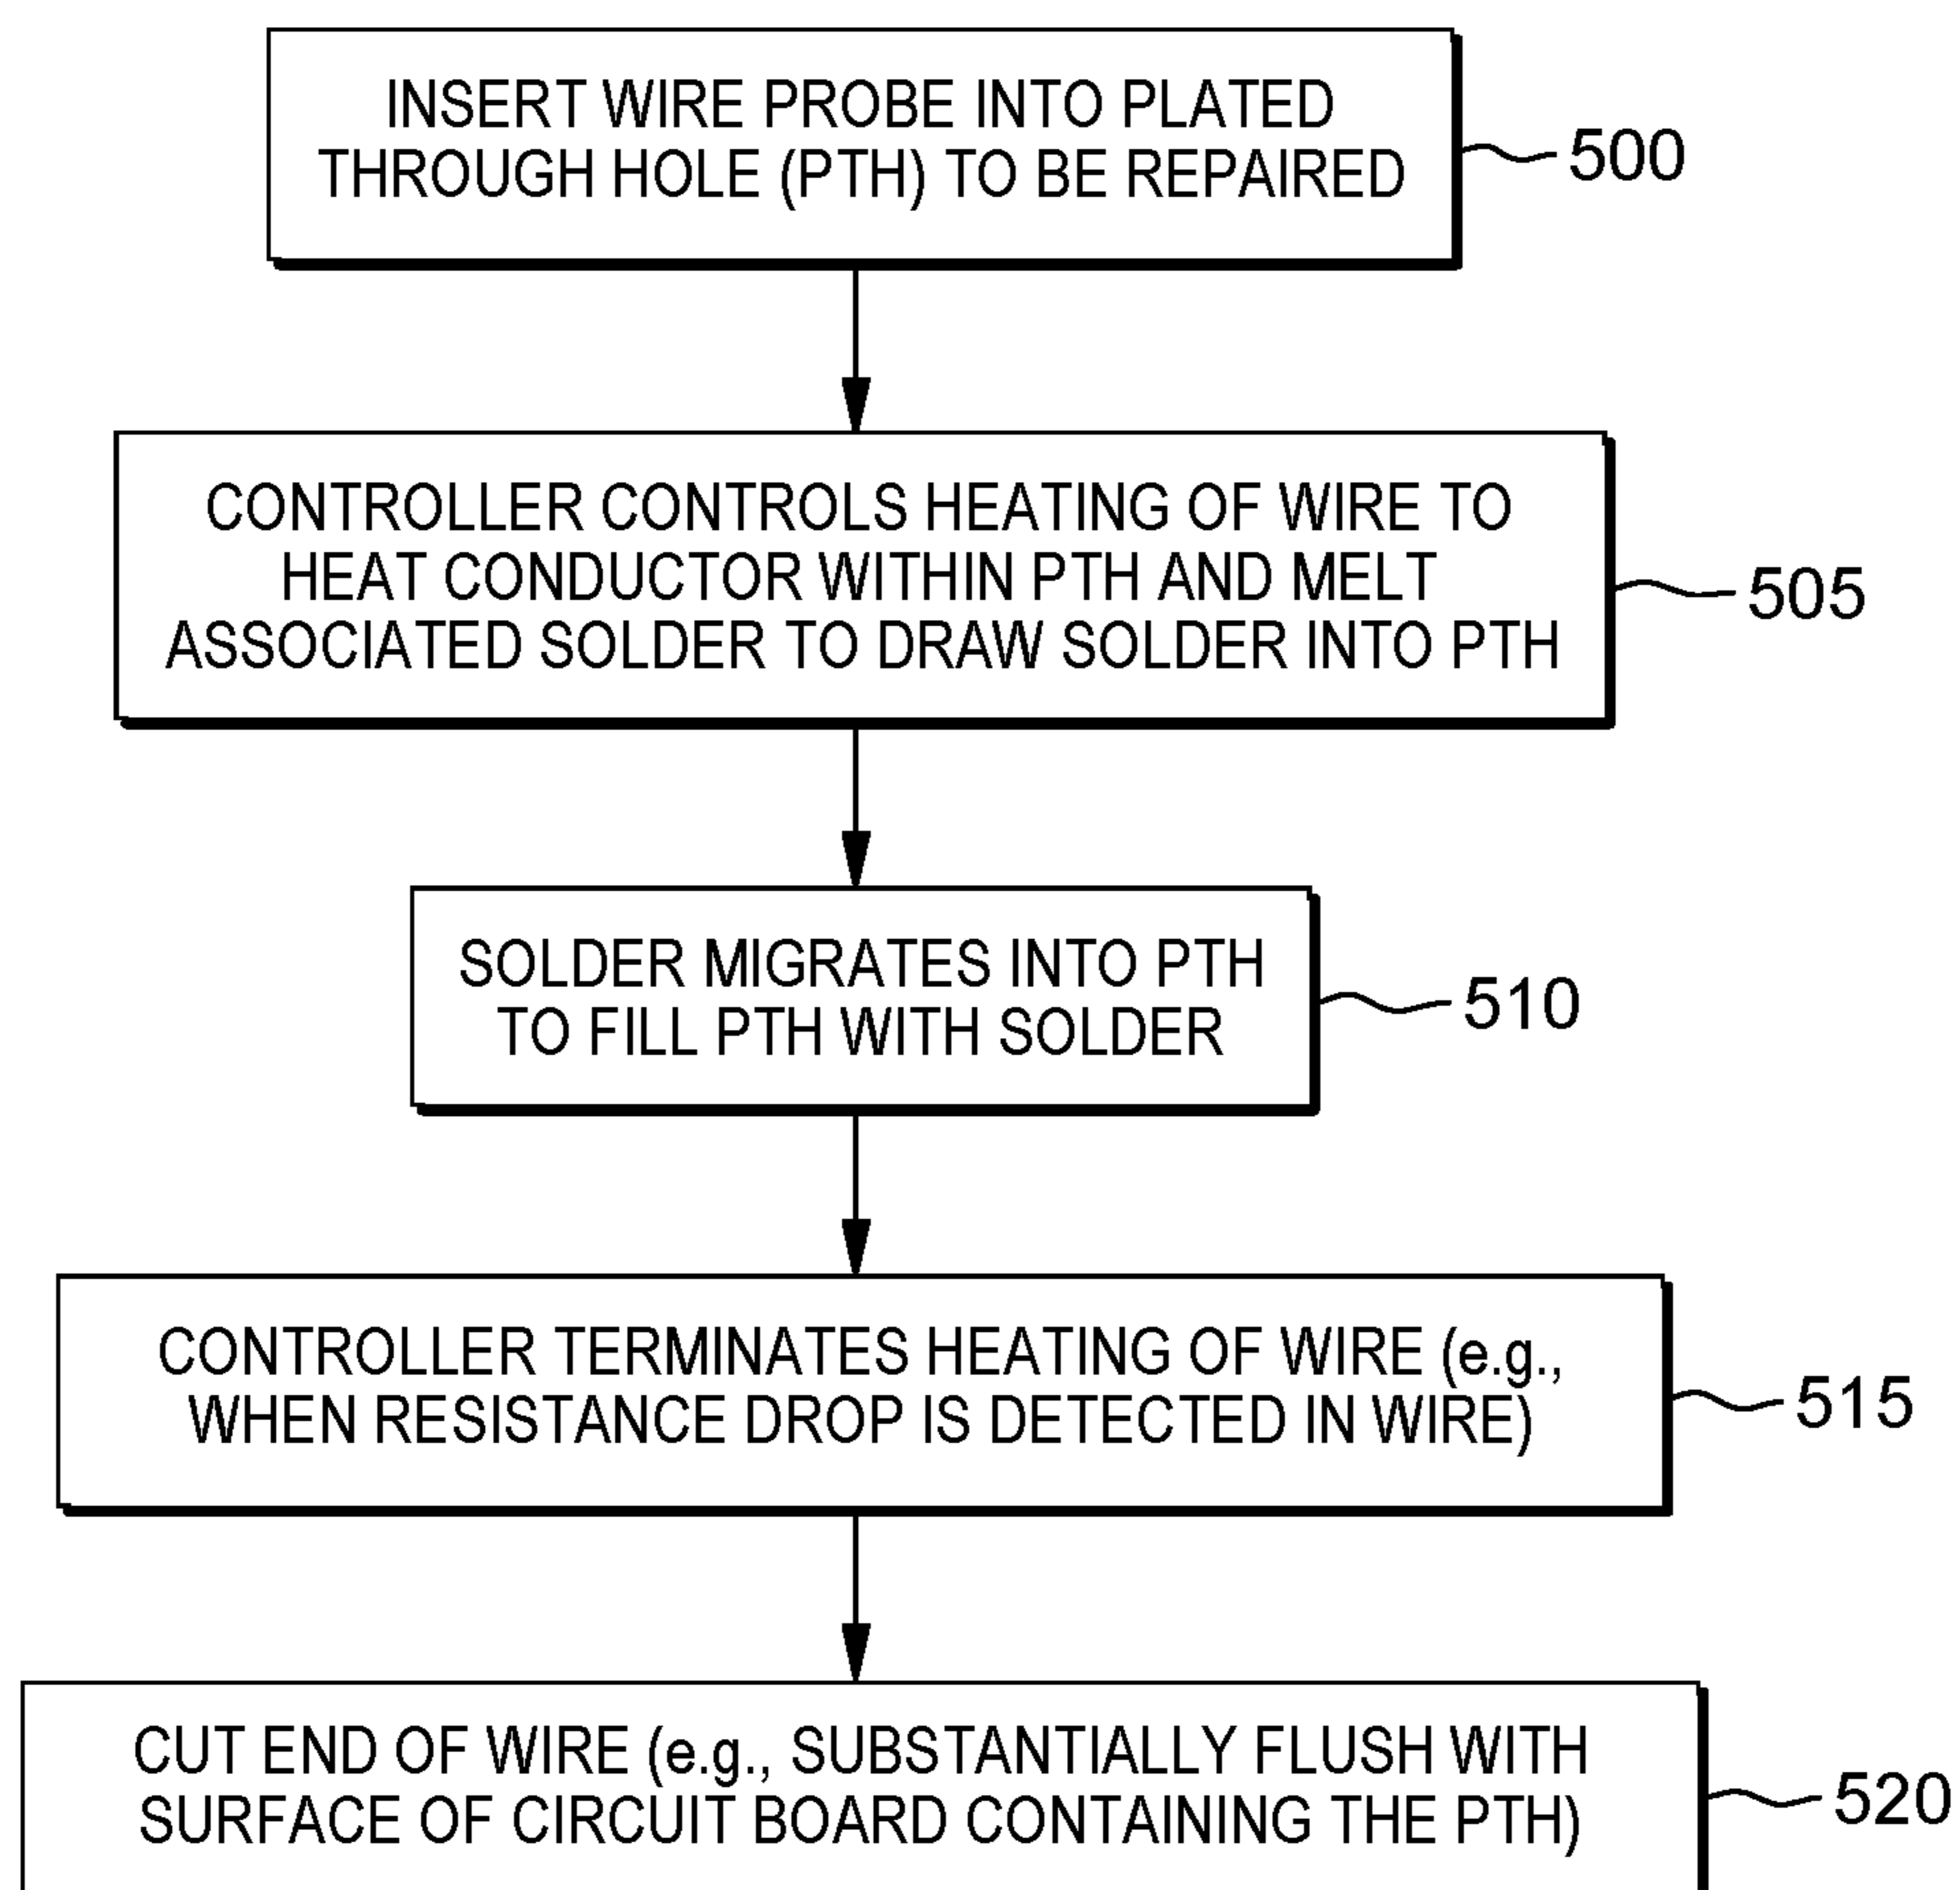 INSERT WIRE PROBE INTO PLATED
THROUGH HOLE (PTH) TO BE REPAIRED
500
CONTROLLER CONTROLS HEATING OF WIRE TO
HEAT CONDUCTOR WITHIN PTH AND MELT
ASSOCIATED SOLDER TO DRAW SOLDER INTO PTH
505
SOLDER MIGRATES INTO PTH
TO FILL PTH WITH SOLDER
510
CONTROLLER TERMINATES HEATING OF WIRE (e.g.,
WHEN RESISTANCE DROP IS DETECTED IN WIRE)
515
CUT END OF WIRE (e.g., SUBSTANTIALLY FLUSH WITH
SURFACE OF CIRCUIT BOARD CONTAINING THE PTH)
520